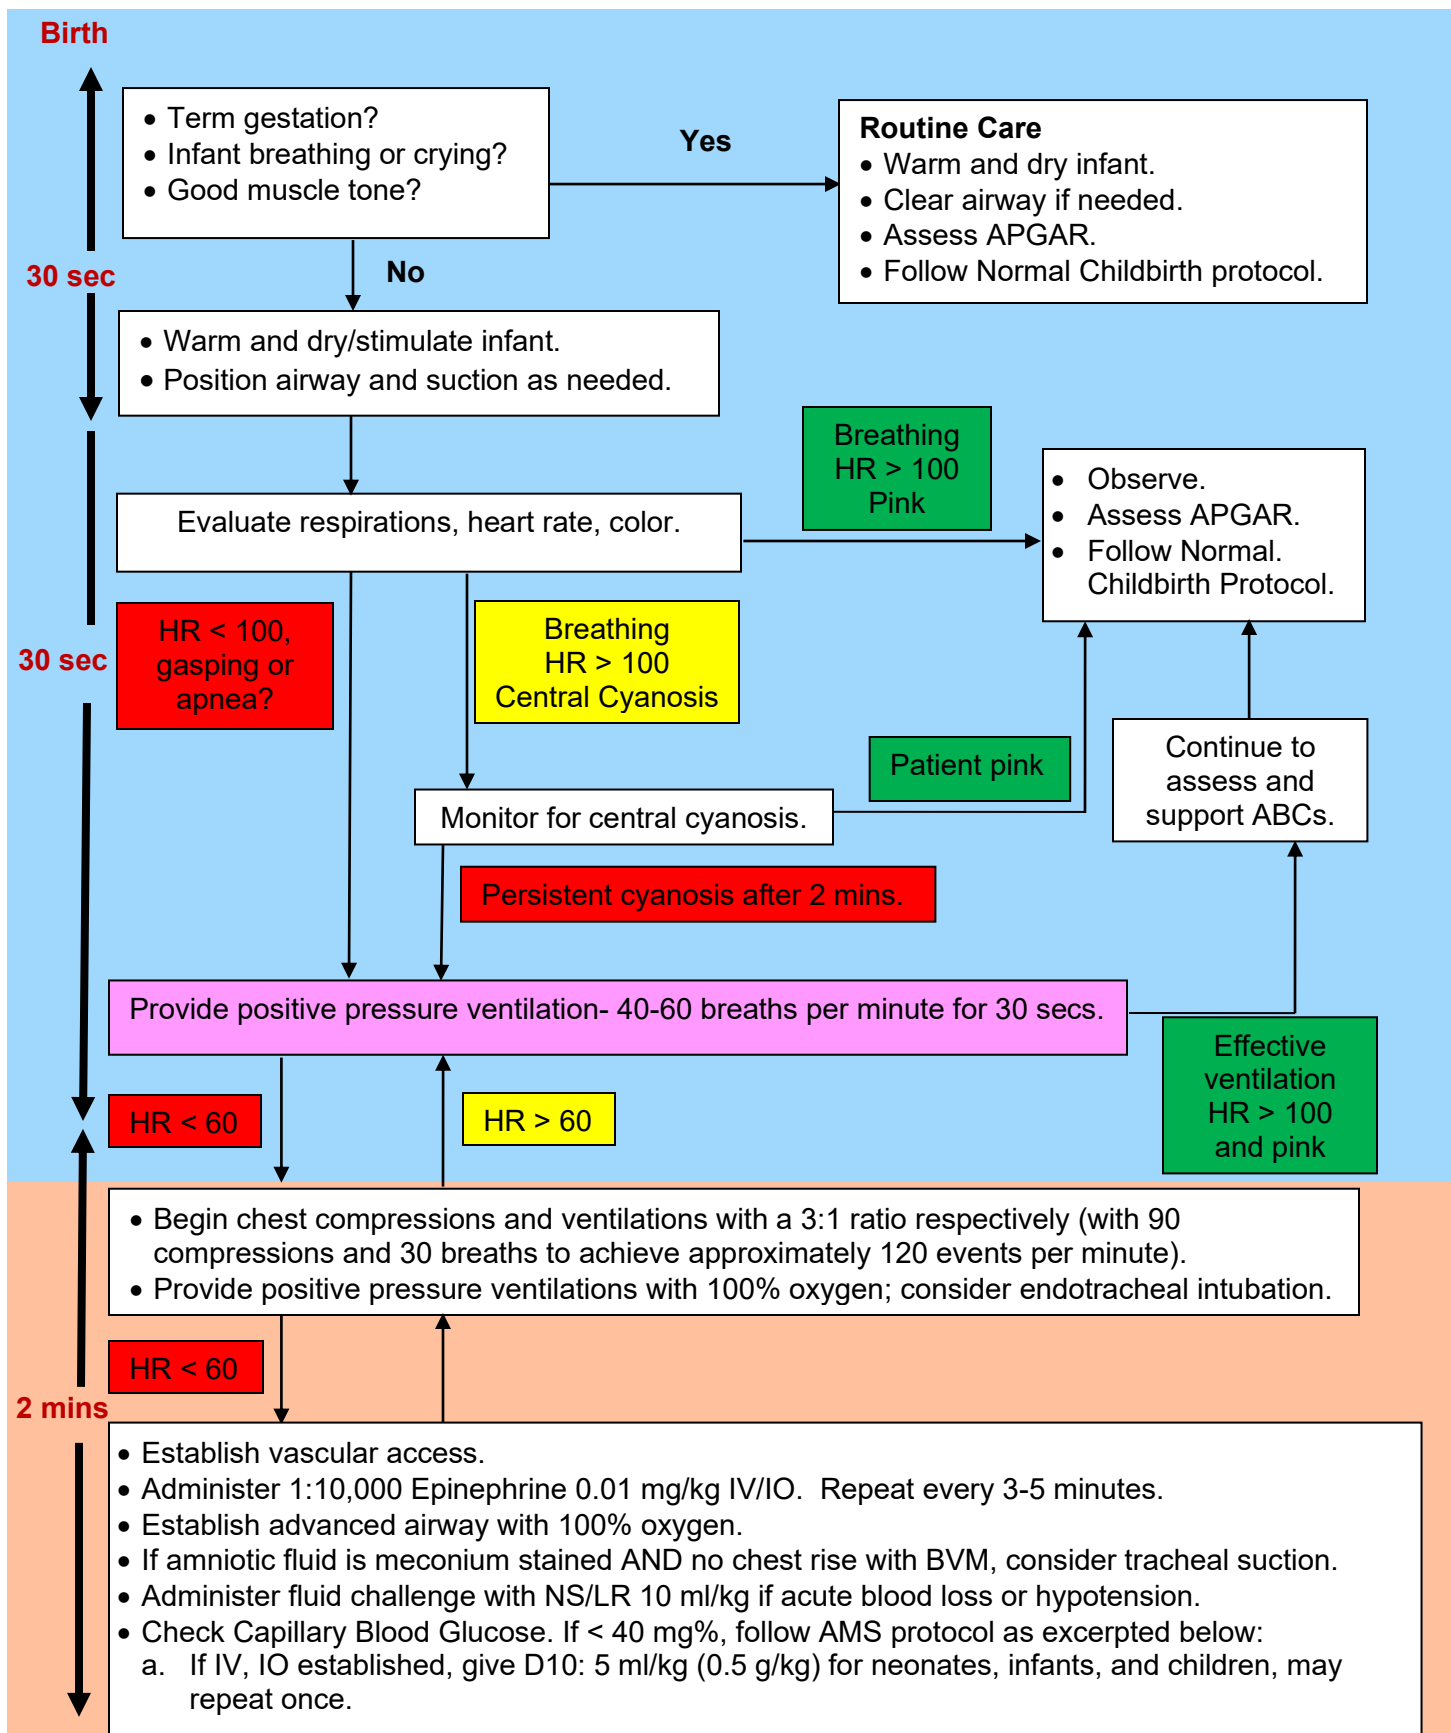 Birth
• Term gestation?
• Infant breathing or crying?
• Good muscle tone?
Yes
Routine Care
• Warm and dry infant.
• Clear airway if needed.
• Assess APGAR.
• Follow Normal Childbirth protocol.
30 sec
No
• Warm and dry/stimulate infant.
• Position airway and suction as needed.
Breathing
HR > 100
Pink
• Observe.
• Assess APGAR.
• Follow Normal.
Childbirth Protocol.
Evaluate respirations, heart rate, color.
30 sec
HR < 100,
gasping or
apnea?
Breathing
HR > 100
Central Cyanosis
Patient pink
Continue to
assess and
support ABCs.
Monitor for central cyanosis.
Persistent cyanosis after 2 mins.
Provide positive pressure ventilation- 40-60 breaths per minute for 30 secs.
Effective
ventilation
HR > 100
and pink
HR < 60
HR > 60
• Begin chest compressions and ventilations with a 3:1 ratio respectively (with 90
compressions and 30 breaths to achieve approximately 120 events per minute).
• Provide positive pressure ventilations with 100% oxygen; consider endotracheal intubation.
HR < 60
2 mins
• Establish vascular access.
• Administer 1:10,000 Epinephrine 0.01 mg/kg IV/IO.  Repeat every 3-5 minutes.
• Establish advanced airway with 100% oxygen.
• If amniotic fluid is meconium stained AND no chest rise with BVM, consider tracheal suction.
• Administer fluid challenge with NS/LR 10 ml/kg if acute blood loss or hypotension.
• Check Capillary Blood Glucose. If < 40 mg%, follow AMS protocol as excerpted below:
a. If IV, IO established, give D10: 5 ml/kg (0.5 g/kg) for neonates, infants, and children, may
repeat once.